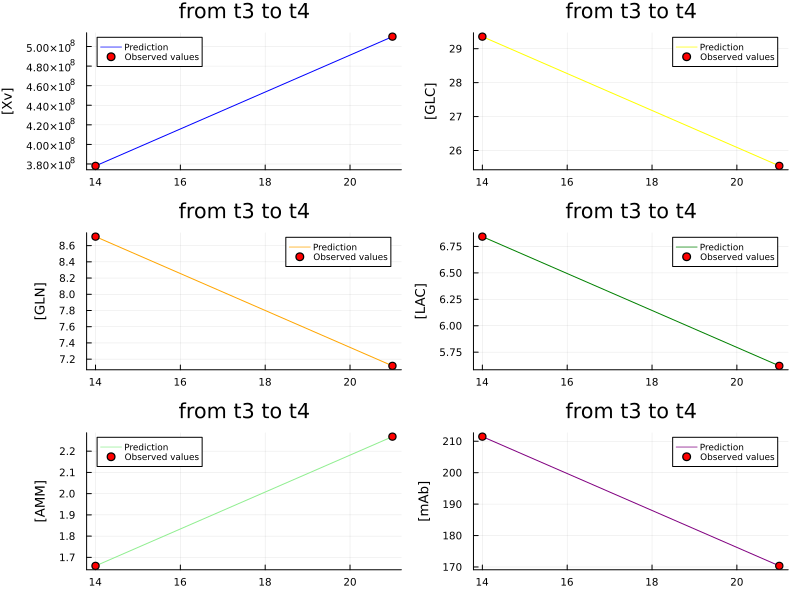 from t3 to t4
[Xv]
5.00×10⁸
4.80×10⁸
4.60×10⁸
4.40×10⁸
4.20×10⁸
4.00×10⁸
3.80×10⁸
Prediction
Observed values
14 16 18 20
from t3 to t4
[GLC]
29
28
27
26
Prediction
Observed values
14 16 18 20
from t3 to t4
[GLN]
8.6
8.4
8.2
8.0
7.8
7.6
7.4
7.2
Prediction
Observed values
14 16 18 20
from t3 to t4
[LAC]
6.75
6.50
6.25
6.00
5.75
Prediction
Observed values
14 16 18 20
from t3 to t4
[AMM]
2.2
2.1
2.0
1.9
1.8
1.7
Prediction
Observed values
14 16 18 20
from t3 to t4
[mAb]
210
200
190
180
170
Prediction
Observed values
14 16 18 20